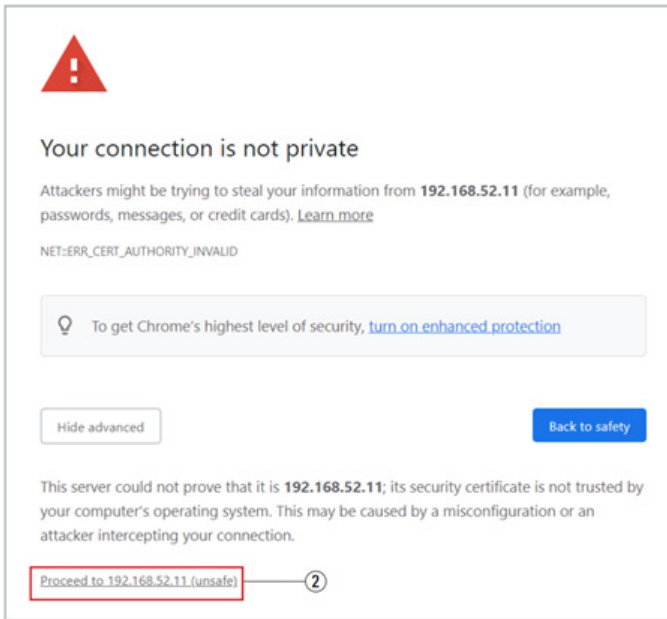 Your connection is not private
Attackers might be trying to steal your information from 192.168.52.11 (for example,
passwords, messages, or credit cards). Learn more
NET::ERR_CERT_AUTHORITY_INVALID
To get Chrome's highest level of security, turn on enhanced protection
Hide advanced
Back to safety
This server could not prove that it is 192.168.52.11; its security certificate is not trusted by
your computer's operating system. This may be caused by a misconfiguration or an
attacker intercepting your connection.
Proceed to 192.168.52.11 (unsafe) ②